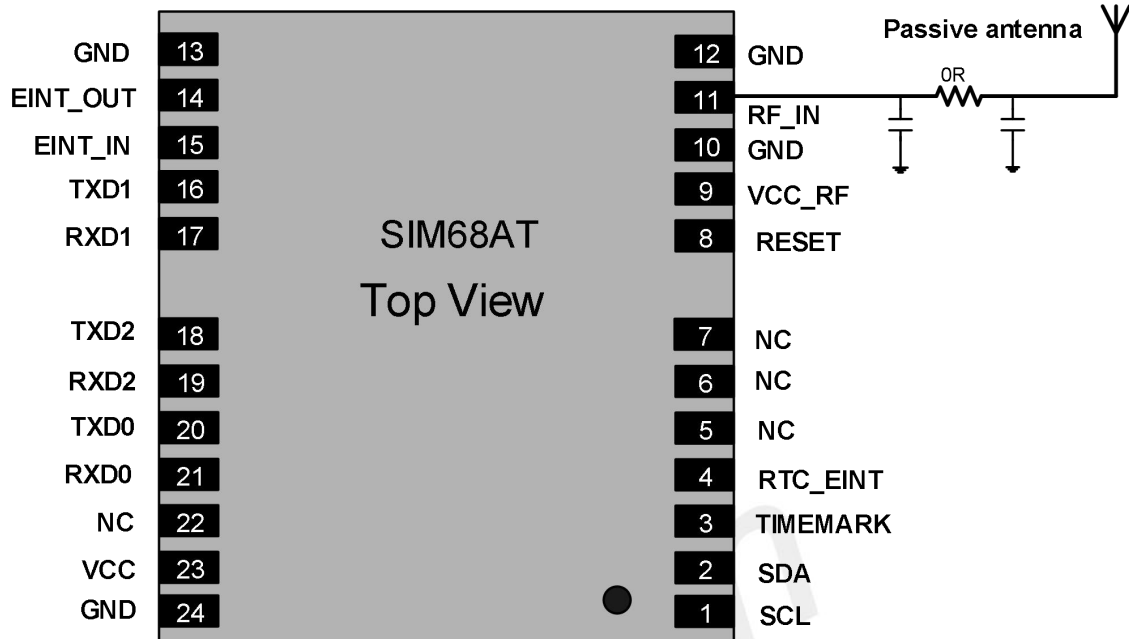 Passive antenna
GND 13 12 GND
0R
EINT_OUT 14 11 RF_IN
EINT_IN 15 10 GND
TXD1 16 9 VCC_RF
RXD1 17 SIM68AT 8 RESET
Top View
TXD2 18 7 NC
RXD2 19 6 NC
TXD0 20 5 NC
RXD0 21 4 RTC_EINT
NC 22 3 TIMEMARK
VCC 23 2 SDA
GND 24 1 SCL